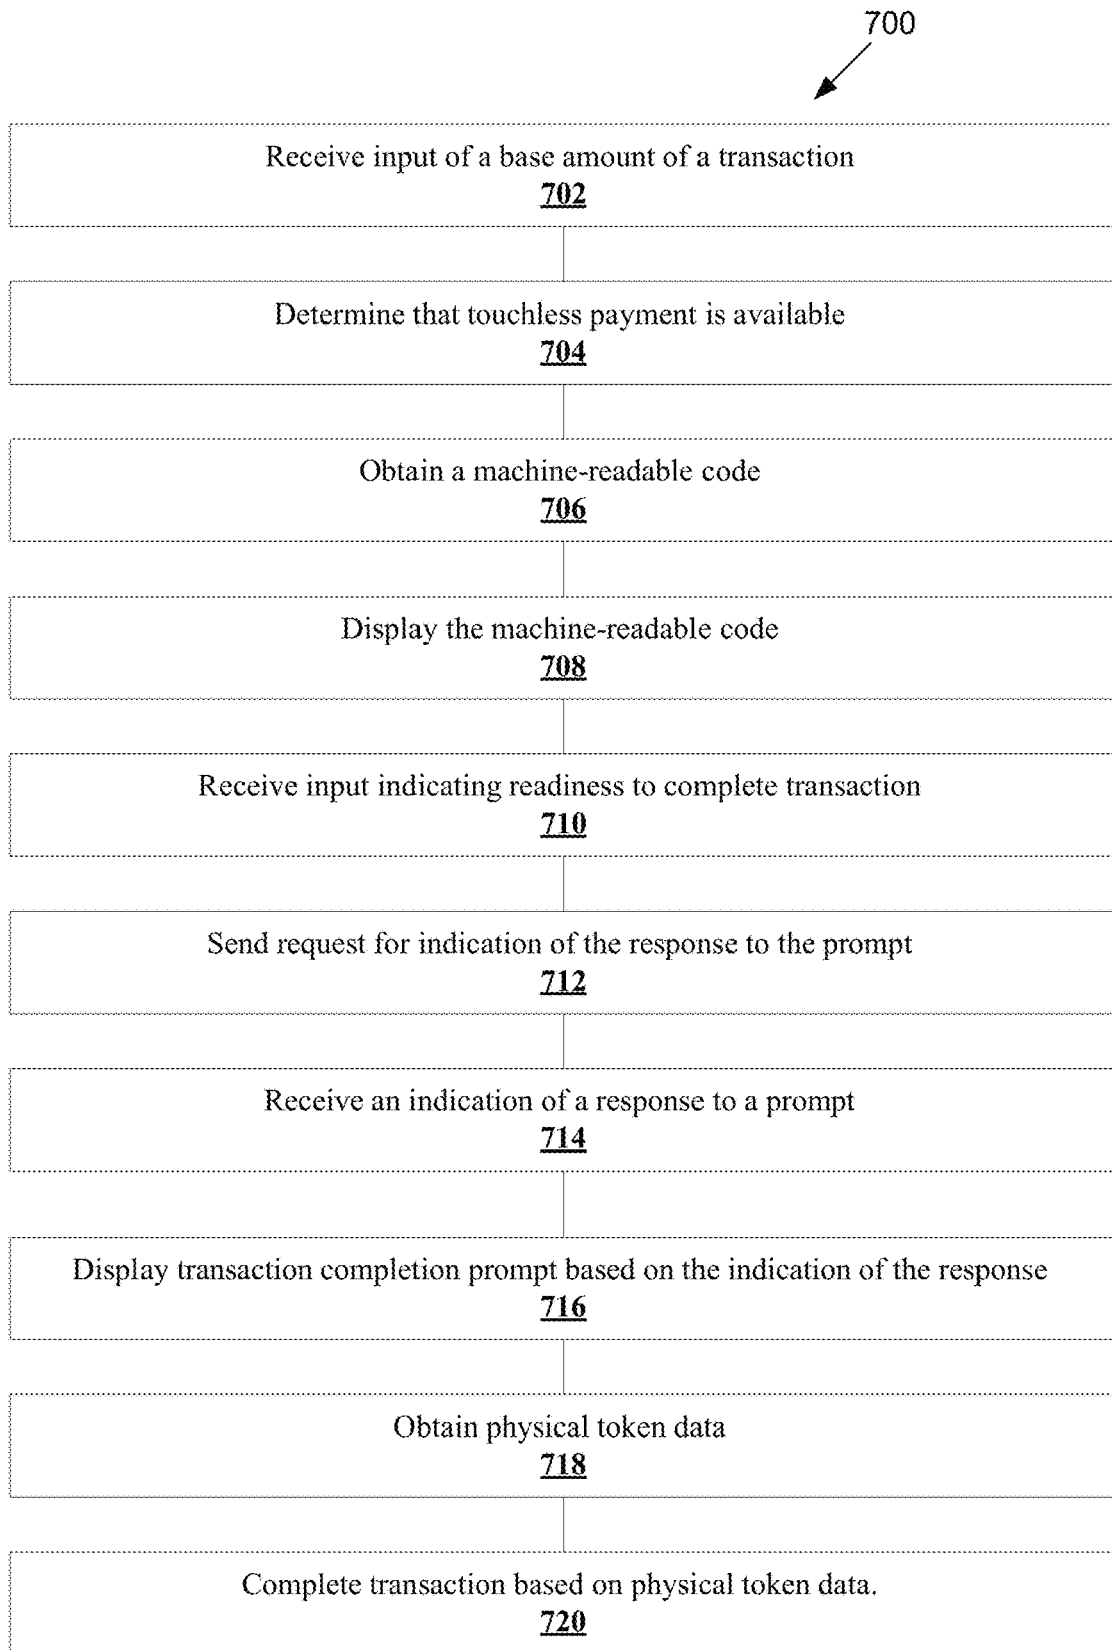 700
Receive input of a base amount of a transaction
702
Determine that touchless payment is available
704
Obtain a machine-readable code
706
Display the machine-readable code
708
Receive input indicating readiness to complete transaction
710
Send request for indication of the response to the prompt
712
Receive an indication of a response to a prompt
714
Display transaction completion prompt based on the indication of the response
716
Obtain physical token data
718
Complete transaction based on physical token data.
720